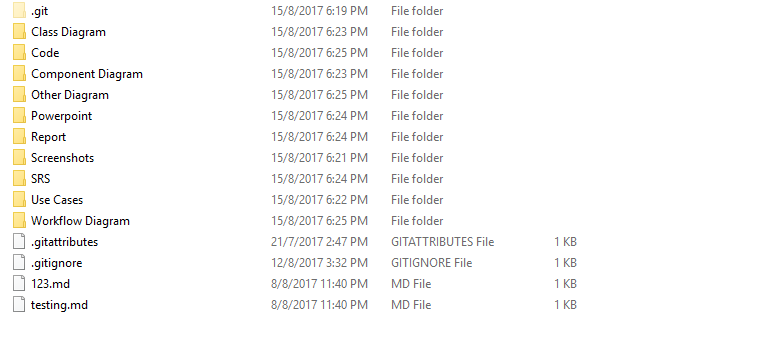 .git 15/8/2017 6:19 PM File folder
Class Diagram 15/8/2017 6:23 PM File folder
Code 15/8/2017 6:25 PM File folder
Component Diagram 15/8/2017 6:23 PM File folder
Other Diagram 15/8/2017 6:25 PM File folder
Powerpoint 15/8/2017 6:24 PM File folder
Report 15/8/2017 6:24 PM File folder
Screenshots 15/8/2017 6:21 PM File folder
SRS 15/8/2017 6:24 PM File folder
Use Cases 15/8/2017 6:22 PM File folder
Workflow Diagram 15/8/2017 6:25 PM File folder
.gitattributes 21/7/2017 2:47 PM GITATTRIBUTES File 1 KB
.gitignore 12/8/2017 3:32 PM GITIGNORE File 1 KB
123.md 8/8/2017 11:40 PM MD File 1 KB
testing.md 8/8/2017 11:40 PM MD File 1 KB